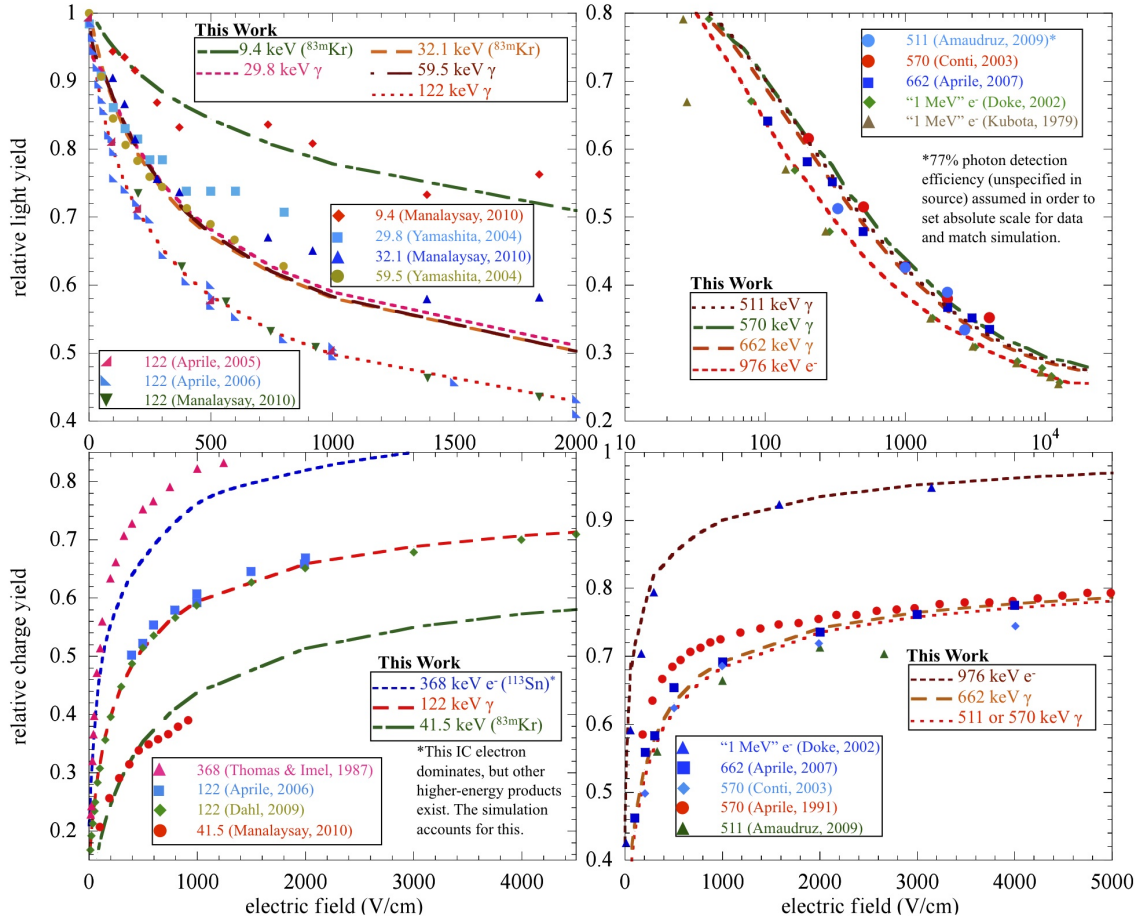 This Work
9.4 keV (⁸³ᵐKr)
32.1 keV (⁸³ᵐKr)
29.8 keV γ
59.5 keV γ
122 keV γ
9.4 (Manalaysay, 2010)
29.8 (Yamashita, 2004)
32.1 (Manalaysay, 2010)
59.5 (Yamashita, 2004)
122 (Aprile, 2005)
122 (Aprile, 2006)
122 (Manalaysay, 2010)
relative light yield
1
0.9
0.8
0.7
0.6
0.5
0.4
0
500
1000
1500
2000
511 (Amaudruz, 2009)*
570 (Conti, 2003)
662 (Aprile, 2007)
“1 MeV” e⁻ (Doke, 2002)
“1 MeV” e⁻ (Kubota, 1979)
*77% photon detection
efficiency (unspecified in
source) assumed in order to
set absolute scale for data
and match simulation.
This Work
511 keV γ
570 keV γ
662 keV γ
976 keV e⁻
0.8
0.7
0.6
0.5
0.4
0.3
0.2
10
100
1000
10⁴
relative charge yield
0.8
0.7
0.6
0.5
0.4
0.3
0.2
This Work
368 keV e⁻ (¹¹³Sn)*
122 keV γ
41.5 keV (⁸³ᵐKr)
*This IC electron
dominates, but other
higher-energy products
exist. The simulation
accounts for this.
368 (Thomas & Imel, 1987)
122 (Aprile, 2006)
122 (Dahl, 2009)
41.5 (Manalaysay, 2010)
0
1000
2000
3000
4000
electric field (V/cm)
1
0.9
0.8
0.7
0.6
0.5
0.4
This Work
976 keV e⁻
662 keV γ
511 or 570 keV γ
“1 MeV” e⁻ (Doke, 2002)
662 (Aprile, 2007)
570 (Conti, 2003)
570 (Aprile, 1991)
511 (Amaudruz, 2009)
0
1000
2000
3000
4000
5000
electric field (V/cm)